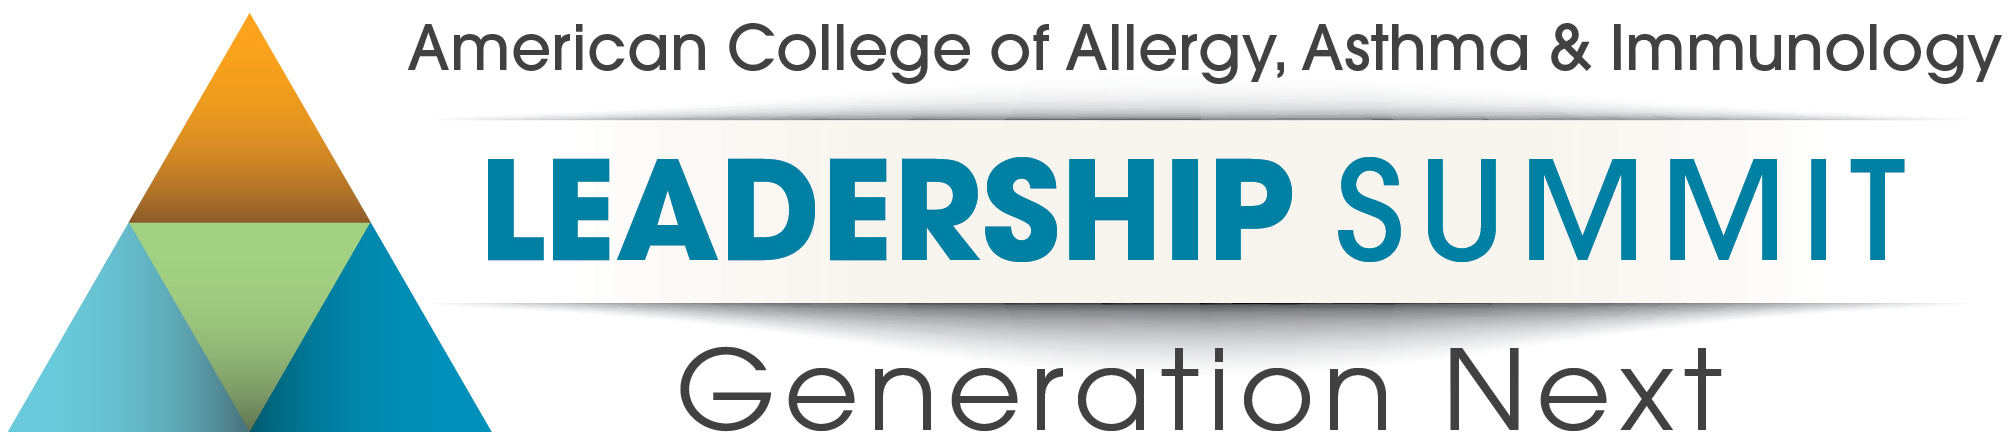 American College of Allergy, Asthma & Immunology
LEADERSHIP SUMMIT
Generation Next